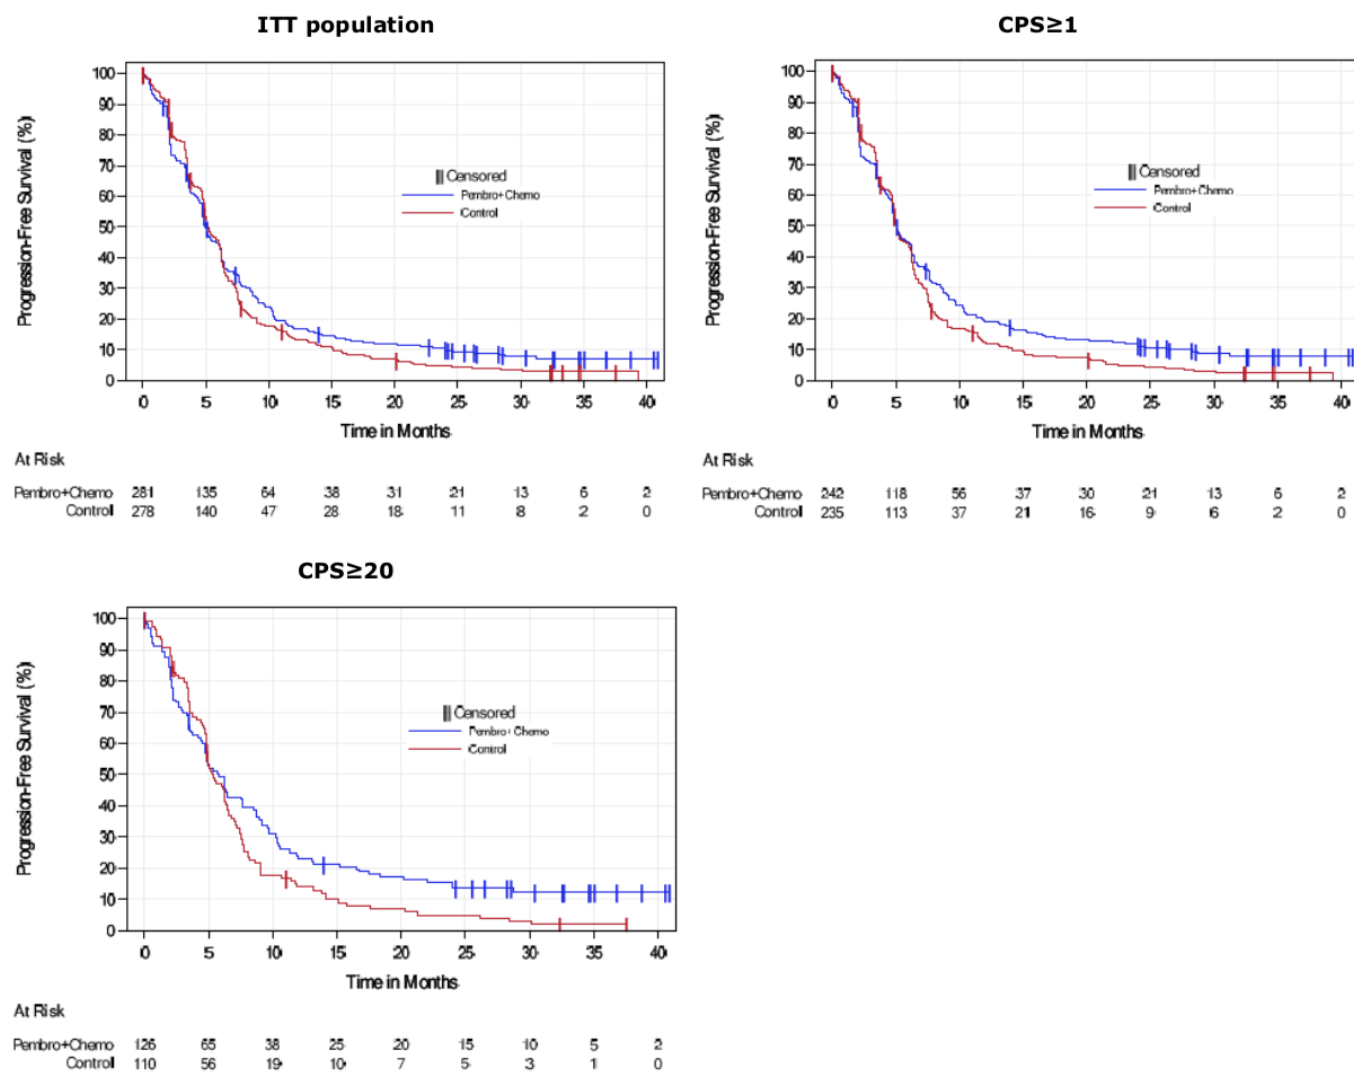 ITT population
100
90
80
70
60
50
40
30
20
10
0
Progression-Free Survival (%)
Censored
Pembro+Chemo
Control
0 5 10 15 20 25 30 35 40
Time in Months
At Risk
Pembro+Chemo 281 135 64 38 31 21 13 6 2
Control 278 140 47 28 18 11 8 2 0
CPS≥1
100
90
80
70
60
50
40
30
20
10
0
Progression-Free Survival (%)
Censored
Pembro+Chemo
Control
0 5 10 15 20 25 30 35 40
Time in Months
At Risk
Pembro+Chemo 242 118 56 37 30 21 13 6 2
Control 235 113 37 21 16 9 6 2 0
CPS≥20
100
90
80
70
60
50
40
30
20
10
0
Progression-Free Survival (%)
Censored
Pembro+Chemo
Control
0 5 10 15 20 25 30 35 40
Time in Months
At Risk
Pembro+Chemo 126 65 38 25 20 15 10 5 2
Control 110 56 19 10 7 5 3 1 0